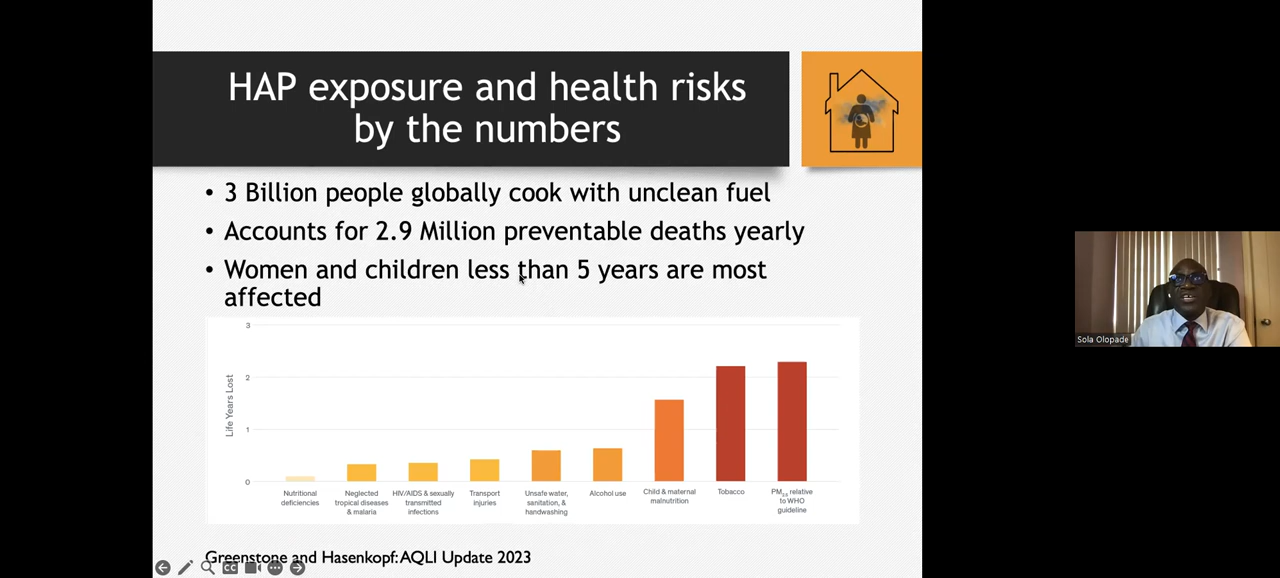 HAP exposure and health risks
by the numbers
• 3 Billion people globally cook with unclean fuel
• Accounts for 2.9 Million preventable deaths yearly
• Women and children less than 5 years are most
affected
Life Years Lost
3
2
1
0
Nutritional
deficiencies
Neglected
tropical diseases
& malaria
HIV/AIDS & sexually
transmitted
infections
Transport
injuries
Unsafe water,
sanitation, &
handwashing
Alcohol use
Child & maternal
malnutrition
Tobacco
PM2.5 relative
to WHO
guideline
Greenstone and Hasenkopf: AQLI Update 2023
CC
Sola Olopade